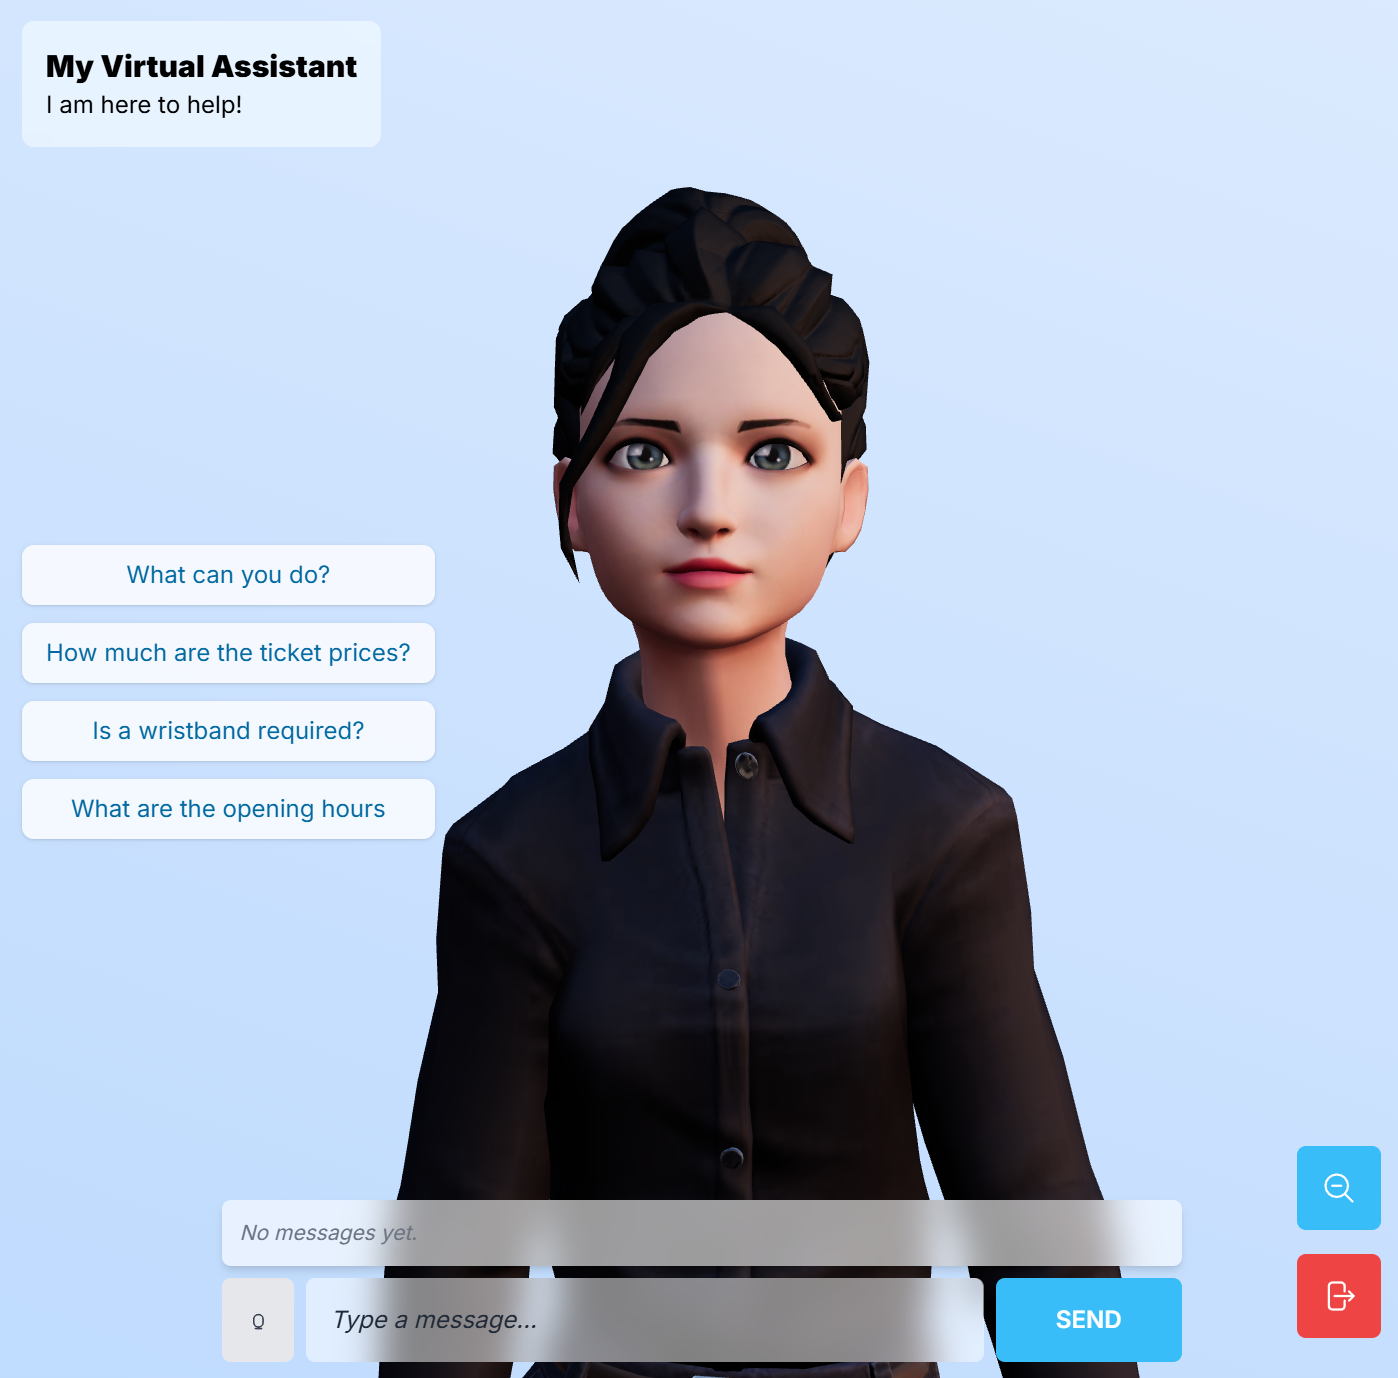 My Virtual Assistant
I am here to help!
What can you do?
How much are the ticket prices?
Is a wristband required?
What are the opening hours
No messages yet.
Type a message...
SEND